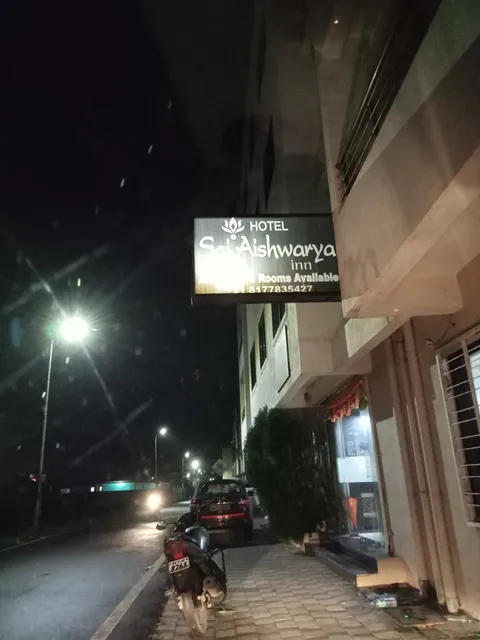 HOTEL
Sai Aishwarya
inn
Rooms Available
8177835427